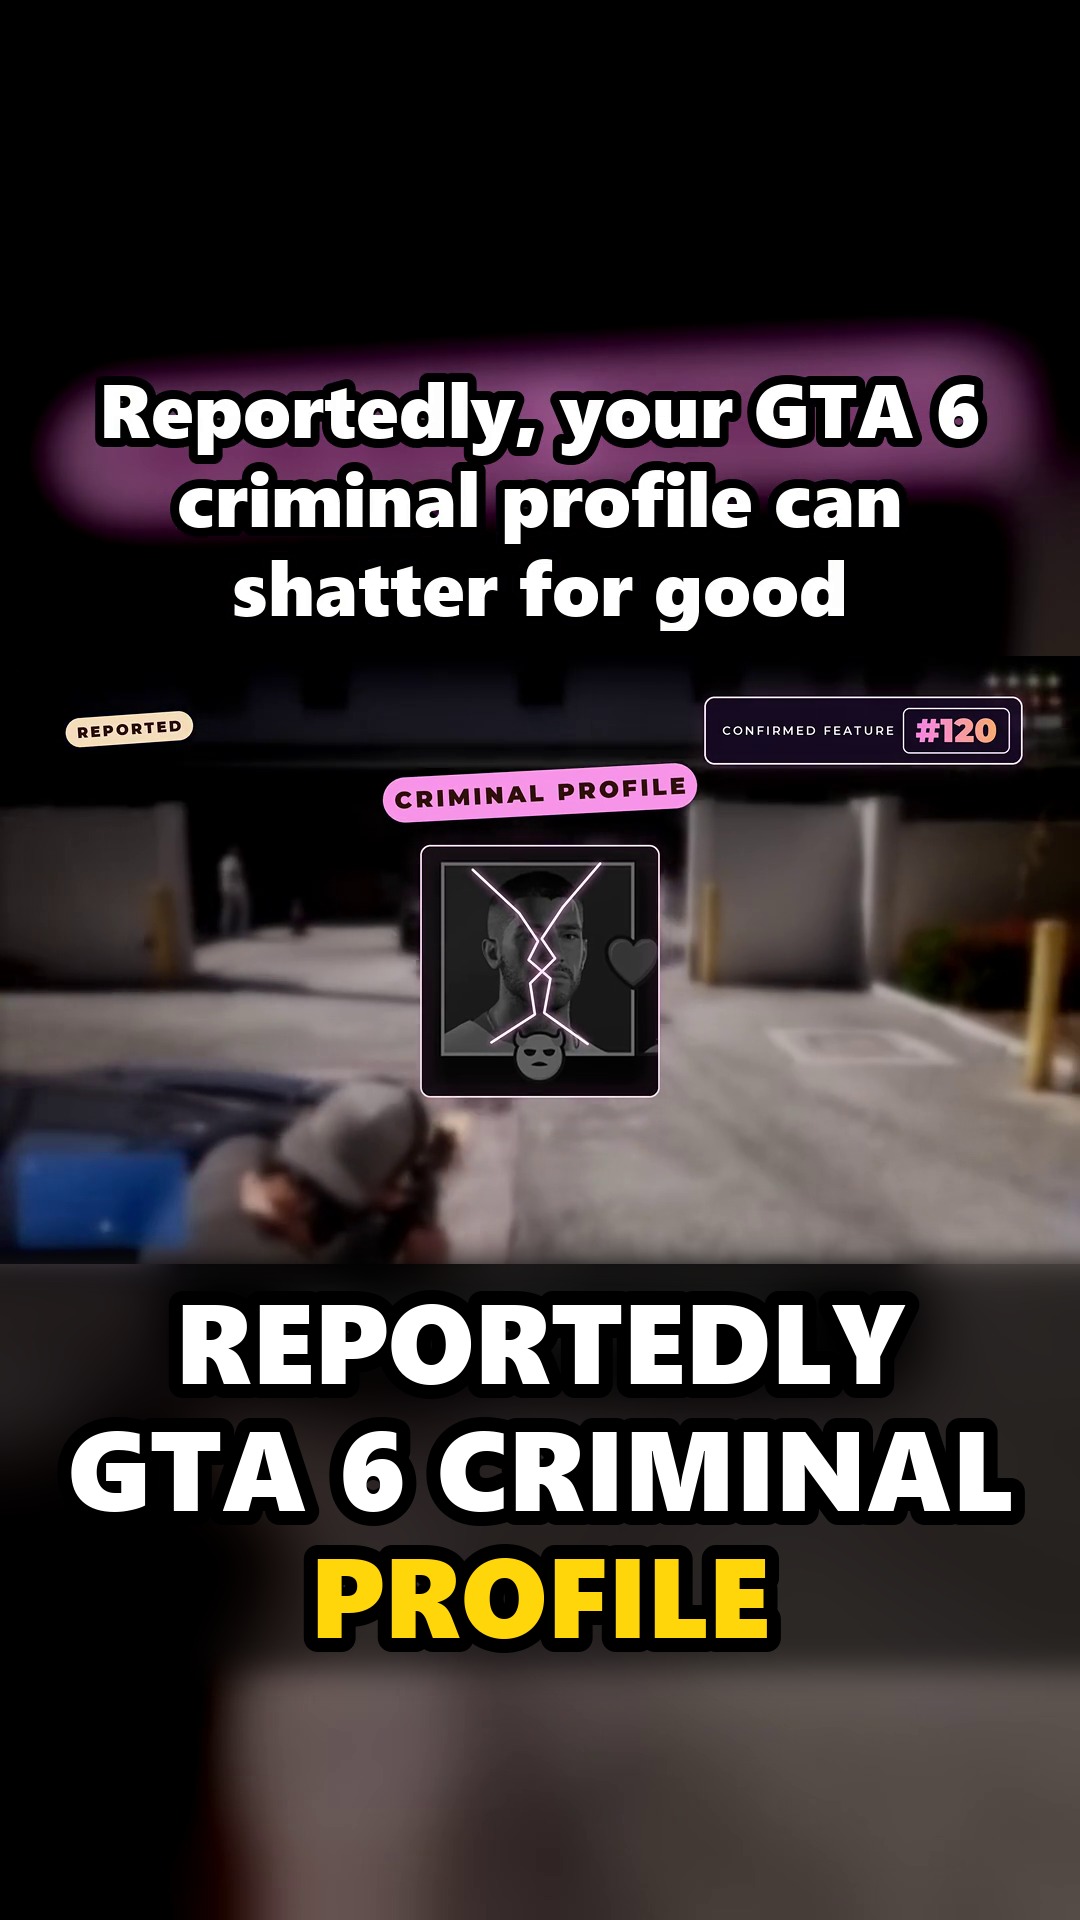 Reportedly, your GTA 6
criminal profile can
shatter for good
REPORTED
CONFIRMED FEATURE #120
CRIMINAL PROFILE
REPORTEDLY
GTA 6 CRIMINAL
PROFILE